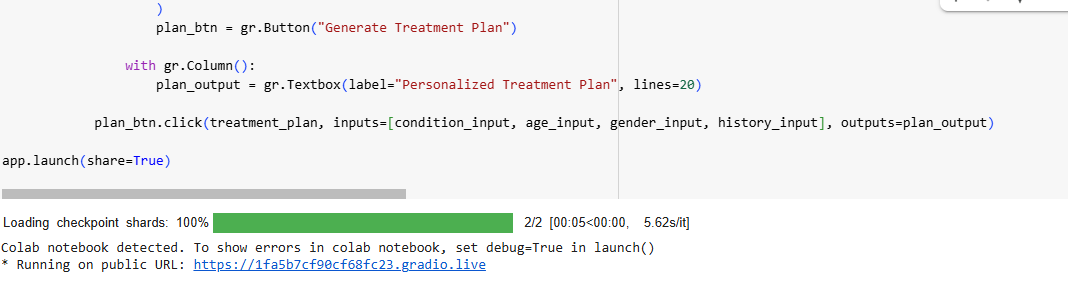 )
plan_btn = gr.Button("Generate Treatment Plan")
with gr.Column():
plan_output = gr.Textbox(label="Personalized Treatment Plan", lines=20)
plan_btn.click(treatment_plan, inputs=[condition_input, age_input, gender_input, history_input], outputs=plan_output)
app.launch(share=True)
Loading checkpoint shards: 100% 2/2 [00:05<00:00, 5.62s/it]
Colab notebook detected. To show errors in colab notebook, set debug=True in launch()
* Running on public URL: https://1fa5b7cf90cf68fc23.gradio.live